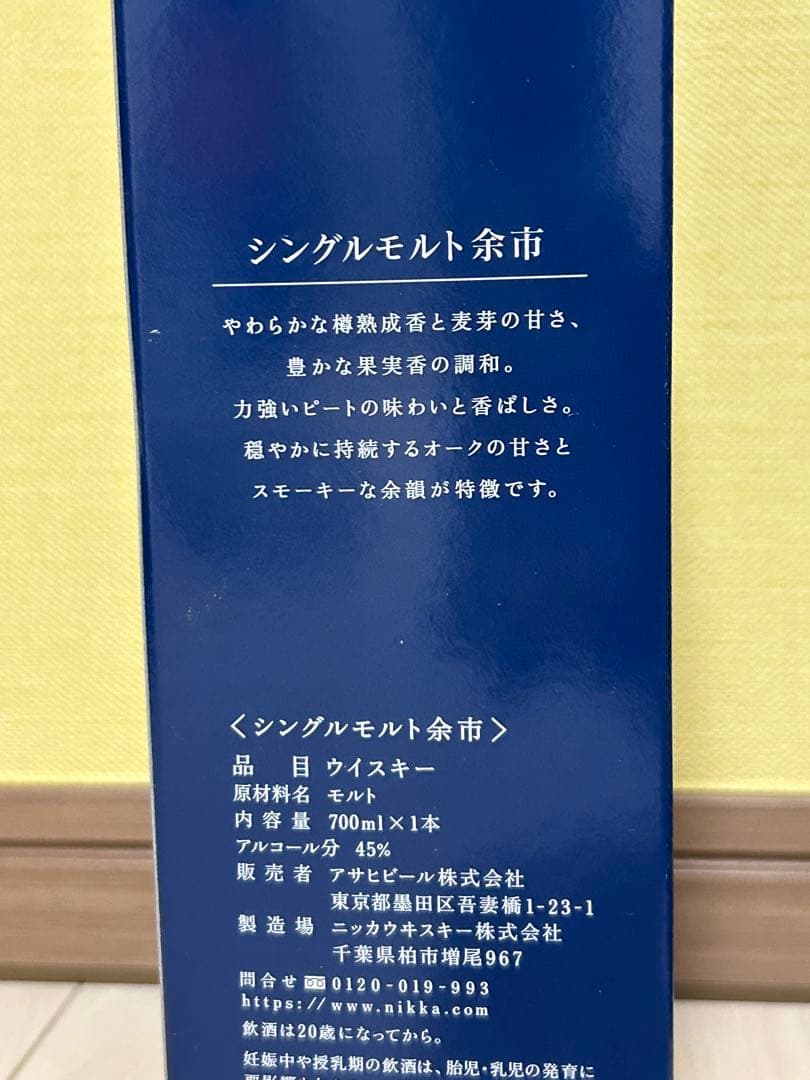 シングルモルト余市
やわらかな樽熟成香と麦芽の甘さ、
豊かな果実香の調和。
力強いピートの味わいと香ばしさ。
穏やかに持続するオークの甘さと
スモーキーな余韻が特徴です。
〈シングルモルト余市〉
品 目 ウイスキー
原材料名 モルト
内容量 700ml×1本
アルコール分 45%
販売者 アサヒビール株式会社
東京都墨田区吾妻橋1-23-1
製造場 ニッカウヰスキー株式会社
千葉県柏市増尾967
問合せ 0120-019-993
https://www.nikka.com
飲酒は20歳になってから。
妊娠中や授乳期の飲酒は、胎児・乳児の発育に